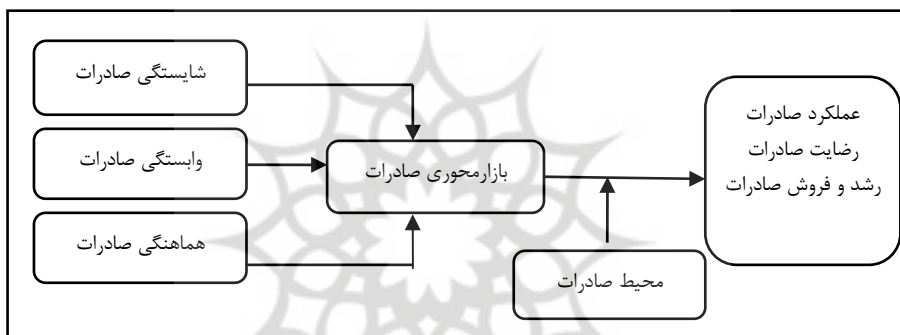 شایستگی صادرات
وابستگی صادرات
هماهنگی صادرات
بازارمحوری صادرات
محیط صادرات
عملکرد صادرات
رضایت صادرات
رشد و فروش صادرات